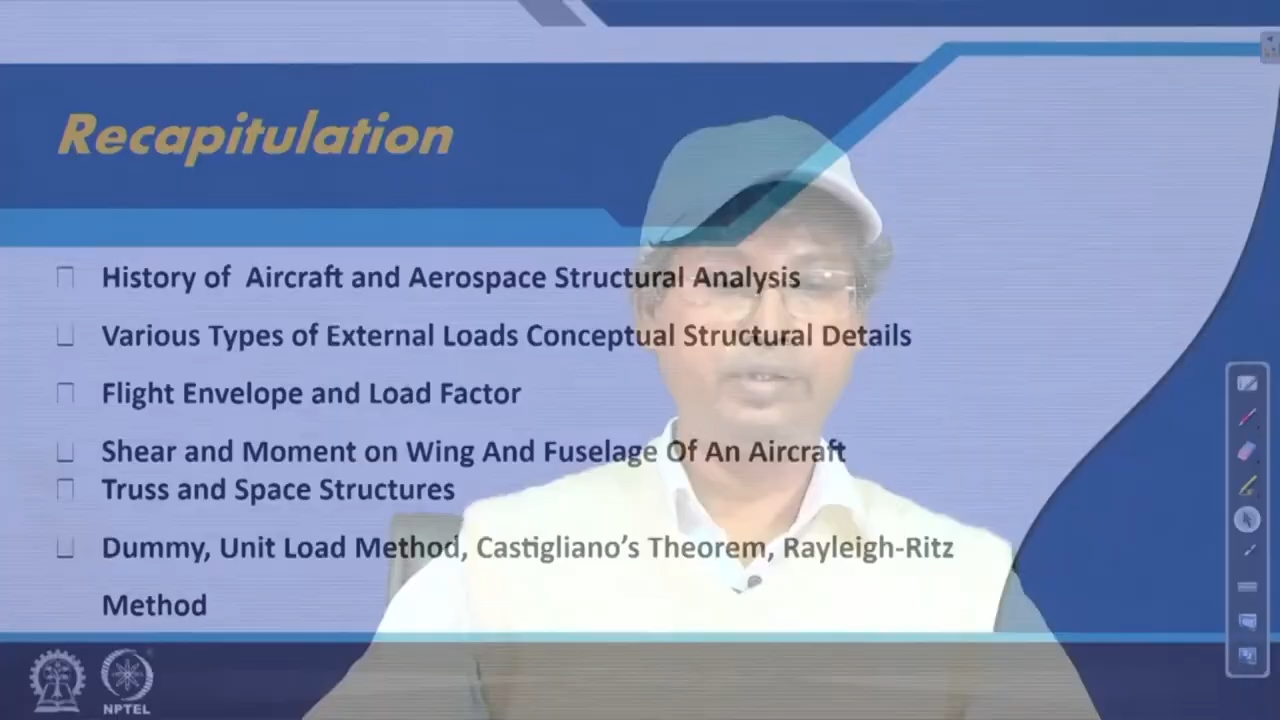 Recapitulation
History of Aircraft and Aerospace Structural Analysis
Various Types of External Loads Conceptual Structural Details
Flight Envelope and Load Factor
Shear and Moment on Wing And Fuselage Of An Aircraft
Truss and Space Structures
Dummy, Unit Load Method, Castigliano's Theorem, Rayleigh-Ritz
Method
NPTEL